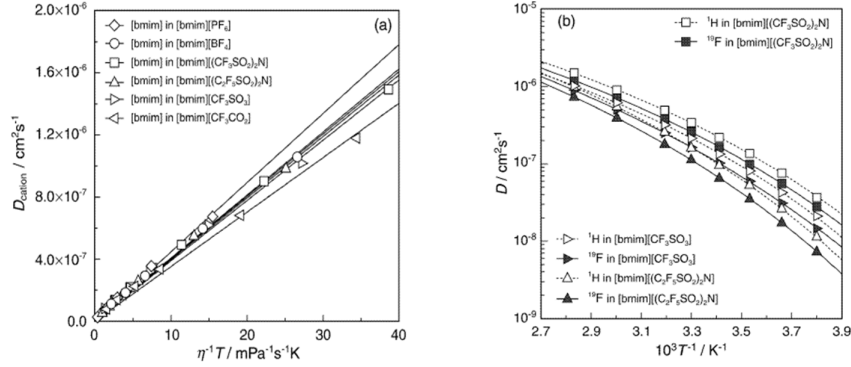 (a)
[bmim] in [bmim][PF₆]
[bmim] in [bmim][BF₄]
[bmim] in [bmim][(CF₃SO₂)₂N]
[bmim] in [bmim][(C₂F₅SO₂)₂N]
[bmim] in [bmim][CF₃SO₃]
[bmim] in [bmim][CF₃CO₂]
2.0×10⁻⁶
1.6×10⁻⁶
1.2×10⁻⁶
8.0×10⁻⁷
4.0×10⁻⁷
0.0
D_cation / cm²s⁻¹
0 10 20 30 40
η⁻¹T / mPa⁻¹s⁻¹K
(b)
¹H in [bmim][(CF₃SO₂)₂N]
¹⁹F in [bmim][(CF₃SO₂)₂N]
¹H in [bmim][CF₃SO₃]
¹⁹F in [bmim][CF₃SO₃]
¹H in [bmim][(C₂F₅SO₂)₂N]
¹⁹F in [bmim][(C₂F₅SO₂)₂N]
10⁻⁵
10⁻⁶
10⁻⁷
10⁻⁸
10⁻⁹
D / cm²s⁻¹
2.7 2.9 3.1 3.3 3.5 3.7 3.9
10³T⁻¹ / K⁻¹